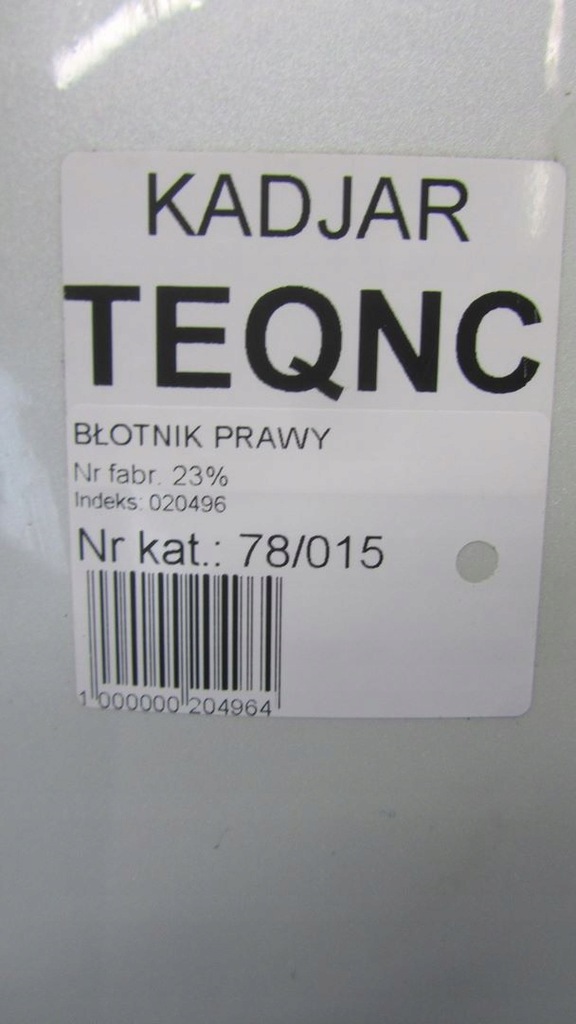 KADJAR
TEQNC
BŁOTNIK PRAWY
Nr fabr. 23%
Indeks: 020496
Nr kat.: 78/015
1 000000 204964